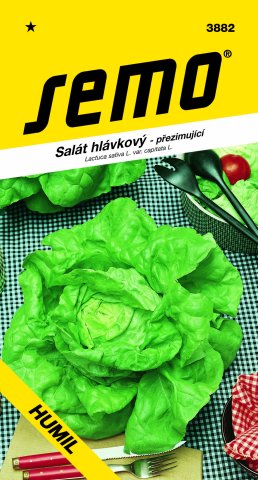 ★ 3882
semo®
Salát hlávkový - přezimující
Lactuca sativa L. var. capitata L.
HUMIL